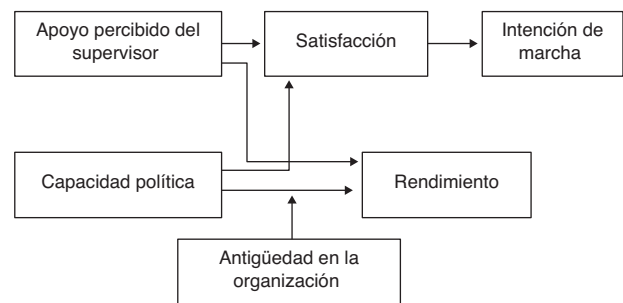 Apoyo percibido del
supervisor
Satisfacción
Intención de
marcha
Capacidad política
Rendimiento
Antigüedad en la
organización